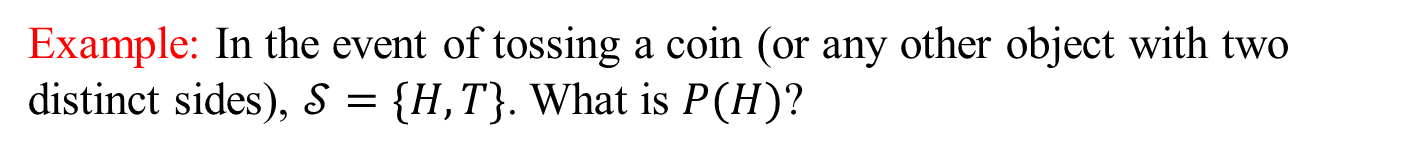 Example: In the event of tossing a coin (or any other object with two
distinct sides), 𝒮 = {H, T}. What is P(H)?